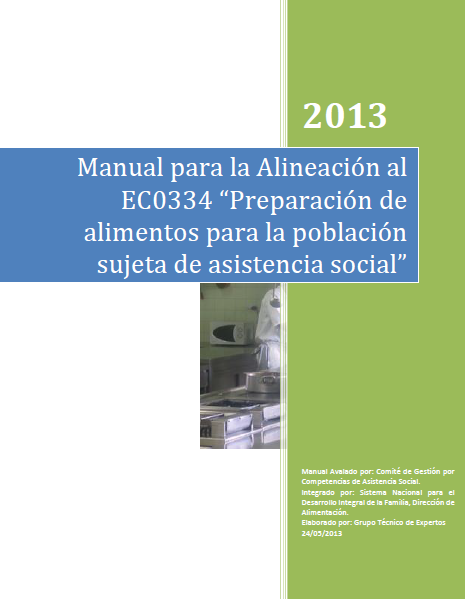 2013
Manual para la Alineación al
EC0334 “Preparación de
alimentos para la población
sujeta de asistencia social”
Manual Avalado por: Comité de Gestión por
Competencias de Asistencia Social.
Integrado por: Sistema Nacional para el
Desarrollo Integral de la Familia, Dirección de
Alimentación.
Elaborado por: Grupo Técnico de Expertos
24/05/2013